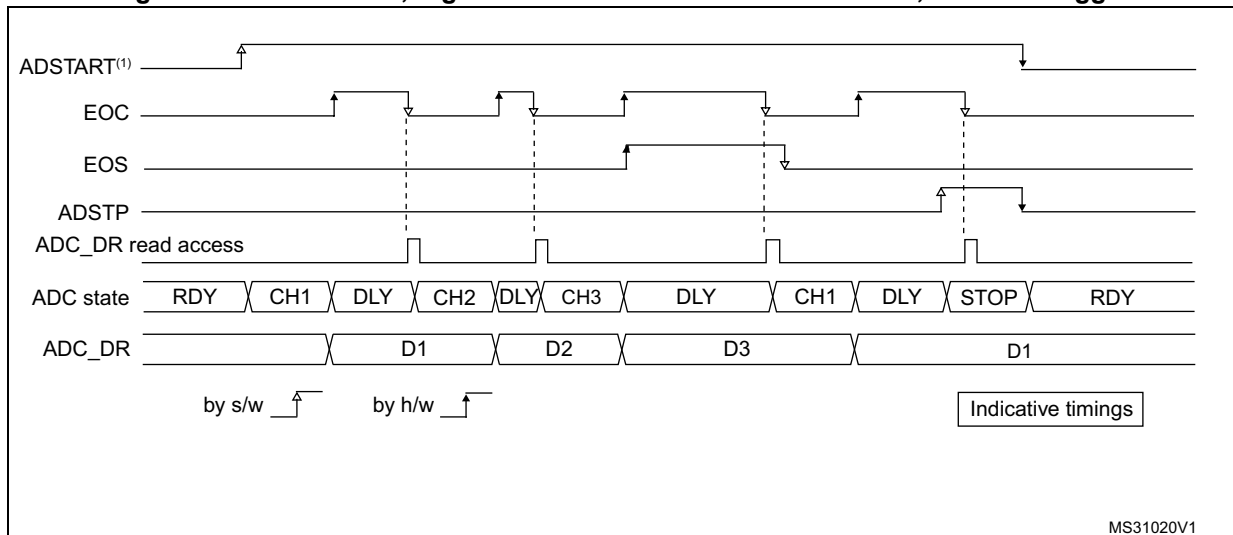 ADSTART(1)
EOC
EOS
ADSTP
ADC_DR read access
ADC state RDY CH1 DLY CH2 DLY CH3 DLY CH1 DLY STOP RDY
ADC_DR D1 D2 D3 D1
by s/w by h/w Indicative timings
MS31020V1